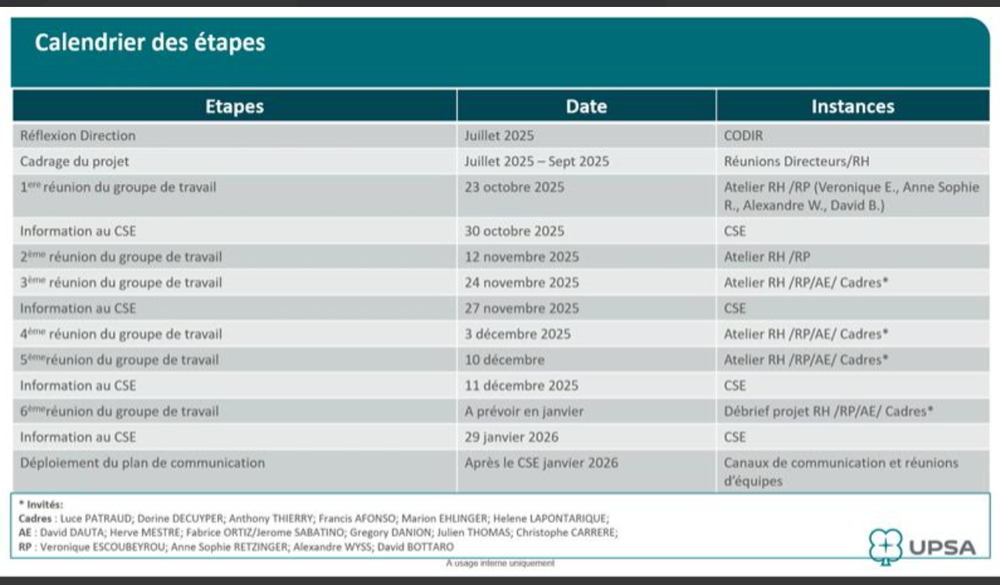 Calendrier des étapes
Etapes Date Instances
Réflexion Direction Juillet 2025 CODIR
Cadrage du projet Juillet 2025 – Sept 2025 Réunions Directeurs/RH
1ere réunion du groupe de travail 23 octobre 2025 Atelier RH /RP (Veronique E., Anne Sophie
R., Alexandre W., David B.)
Information au CSE 30 octobre 2025 CSE
2ème réunion du groupe de travail 12 novembre 2025 Atelier RH /RP
3ème réunion du groupe de travail 24 novembre 2025 Atelier RH /RP/AE/ Cadres*
Information au CSE 27 novembre 2025 CSE
4ème réunion du groupe de travail 3 décembre 2025 Atelier RH /RP/AE/ Cadres*
5èmeréunion du groupe de travail 10 décembre Atelier RH /RP/AE/ Cadres*
Information au CSE 11 décembre 2025 CSE
6èmeréunion du groupe de travail A prévoir en janvier Débrief projet RH /RP/AE/ Cadres*
Information au CSE 29 janvier 2026 CSE
Déploiement du plan de communication Après le CSE janvier 2026 Canaux de communication et réunions
d'équipes
* Invités:
Cadres : Luce PATRAUD; Dorine DECUYPER; Anthony THIERRY; Francis AFONSO; Marion EHLINGER; Helene LAPONTARIQUE;
AE : David DAUTA; Herve MESTRE; Fabrice ORTIZ/Jerome SABATINO; Gregory DANION; Julien THOMAS; Christophe CARRERE;
RP : Veronique ESCOUBEYROU; Anne Sophie RETZINGER; Alexandre WYSS; David BOTTARO
UPSA
A usage interne uniquement